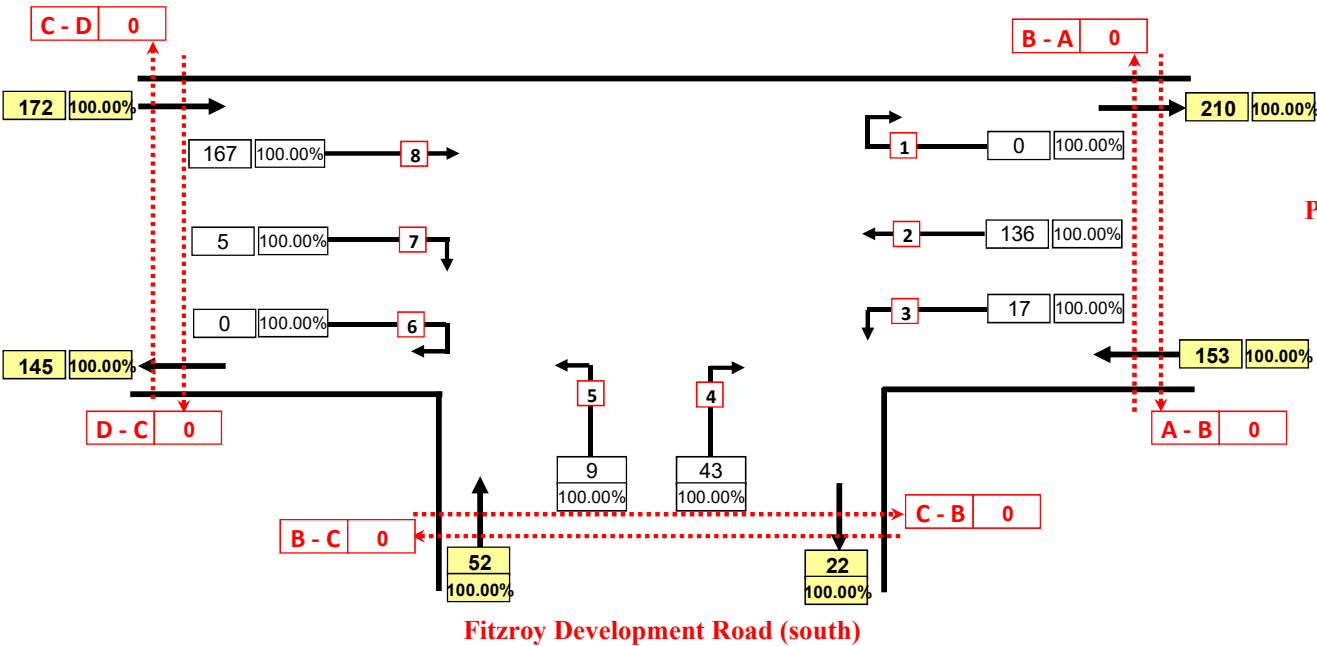 C - D 0
B - A 0
172 100.00%
210 100.00%
167 100.00% 8
1 0 100.00%
P
5 100.00% 7
2 136 100.00%
0 100.00% 6
3 17 100.00%
145 100.00%
153 100.00%
5
4
D - C 0
A - B 0
9
100.00%
43
100.00%
B - C 0
C - B 0
52
100.00%
22
100.00%
Fitzroy Development Road (south)